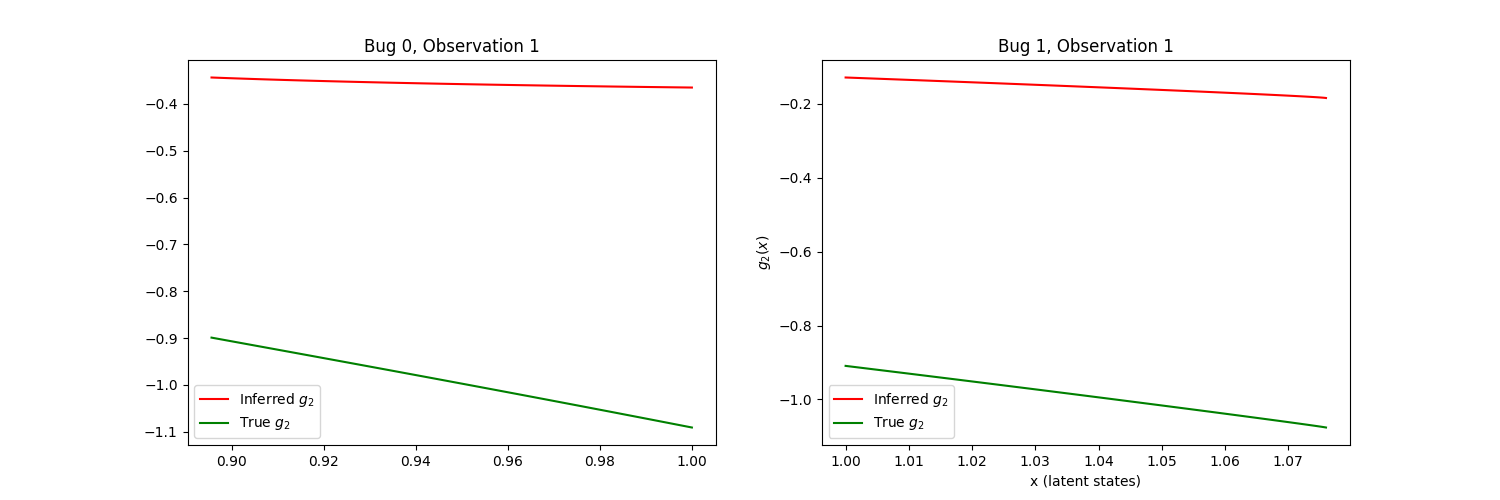 Bug 0, Observation 1
−0.4
−0.5
−0.6
−0.7
−0.8
−0.9
−1.0
−1.1
Inferred g₂
True g₂
0.90 0.92 0.94 0.96 0.98 1.00
Bug 1, Observation 1
g₂(x)
−0.2
−0.4
−0.6
−0.8
−1.0
Inferred g₂
True g₂
1.00 1.01 1.02 1.03 1.04 1.05 1.06 1.07
x (latent states)